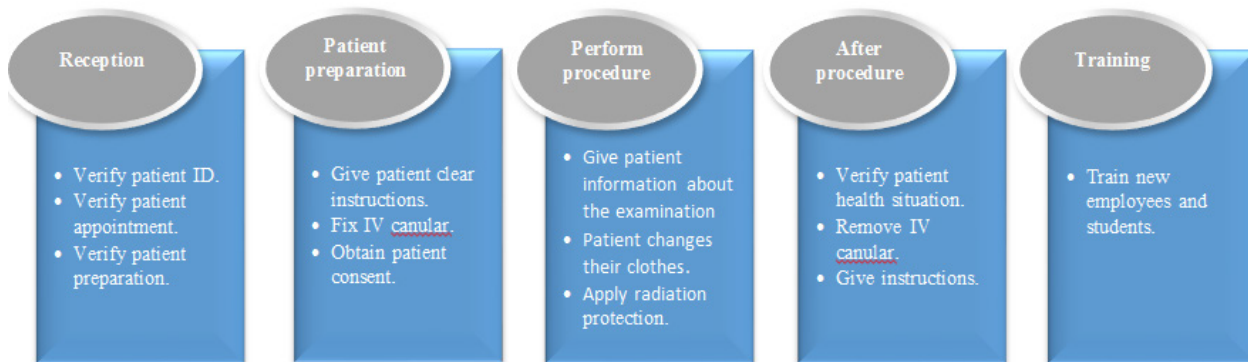 Reception
• Verify patient ID.
• Verify patient
appointment.
• Verify patient
preparation.
Patient
preparation
• Give patient clear
instructions.
• Fix IV canular.
• Obtain patient
consent.
Perform
procedure
• Give patient
information about
the examination
• Patient changes
their clothes.
• Apply radiation
protection.
After
procedure
• Verify patient
health situation.
• Remove IV
canular.
• Give instructions.
Training
• Train new
employees and
students.